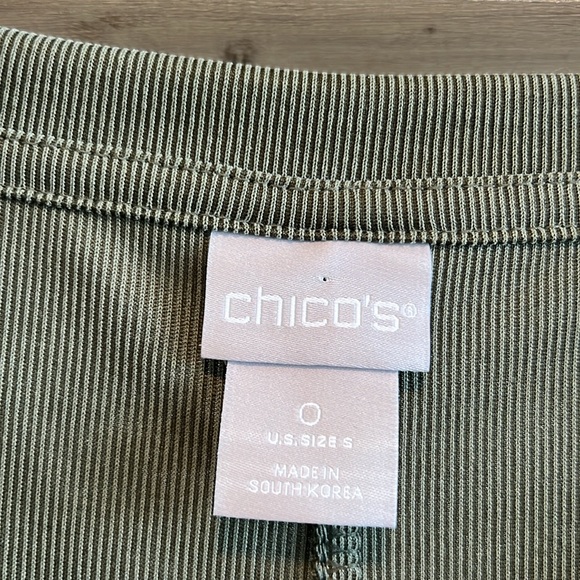 chico's®
0
U.S. SIZE S
MADE IN
SOUTH KOREA